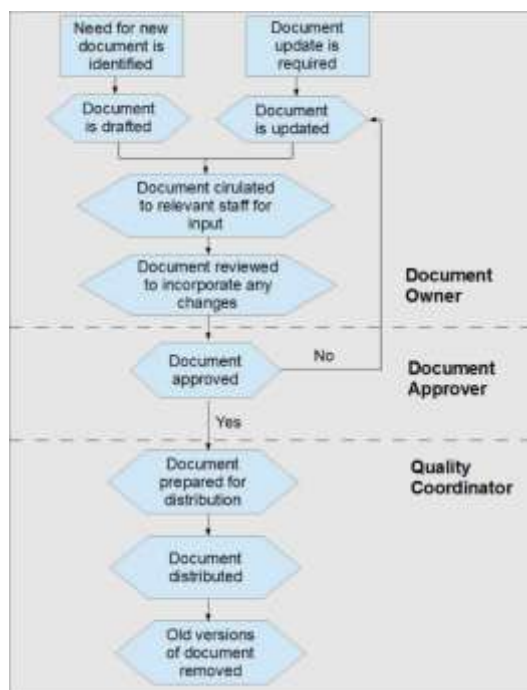 Need for new
document is
identified
Document
update is
required
Document
is drafted
Document
is updated
Document cirulated
to relevant staff for
input
Document reviewed
to incorporate any
changes
Document
Owner
Document
approved
No
Document
Approver
Yes
Document
prepared for
distribution
Quality
Coordinator
Document
distributed
Old versions
of document
removed